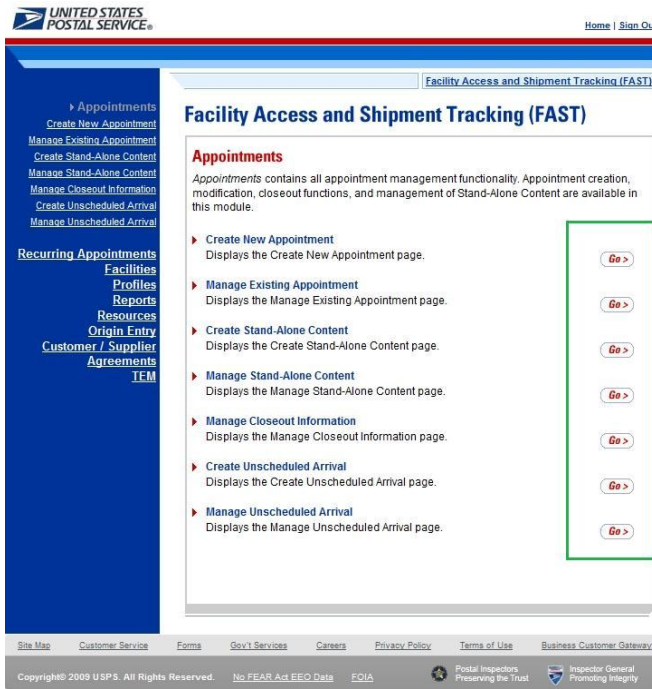 UNITED STATES
POSTAL SERVICE®
Home | Sign Ou
Facility Access and Shipment Tracking (FAST)
Appointments
Create New Appointment
Manage Existing Appointment
Create Stand-Alone Content
Manage Stand-Alone Content
Manage Closeout Information
Create Unscheduled Arrival
Manage Unscheduled Arrival
Recurring Appointments
Facilities
Profiles
Reports
Resources
Origin Entry
Customer / Supplier
Agreements
TEM
Facility Access and Shipment Tracking (FAST)
Appointments
Appointments contains all appointment management functionality. Appointment creation,
modification, closeout functions, and management of Stand-Alone Content are available in
this module.
Create New Appointment
Displays the Create New Appointment page.
Go >
Manage Existing Appointment
Displays the Manage Existing Appointment page.
Go >
Create Stand-Alone Content
Displays the Create Stand-Alone Content page.
Go >
Manage Stand-Alone Content
Displays the Manage Stand-Alone Content page.
Go >
Manage Closeout Information
Displays the Manage Closeout Information page.
Go >
Create Unscheduled Arrival
Displays the Create Unscheduled Arrival page.
Go >
Manage Unscheduled Arrival
Displays the Manage Unscheduled Arrival page.
Go >
Site Map Customer Service Forms Gov't Services Careers Privacy Policy Terms of Use Business Customer Gateway
Copyright© 2009 USPS. All Rights Reserved. No FEAR Act EEO Data FOIA
Postal Inspectors
Preserving the Trust
Inspector General
Promoting Integrity